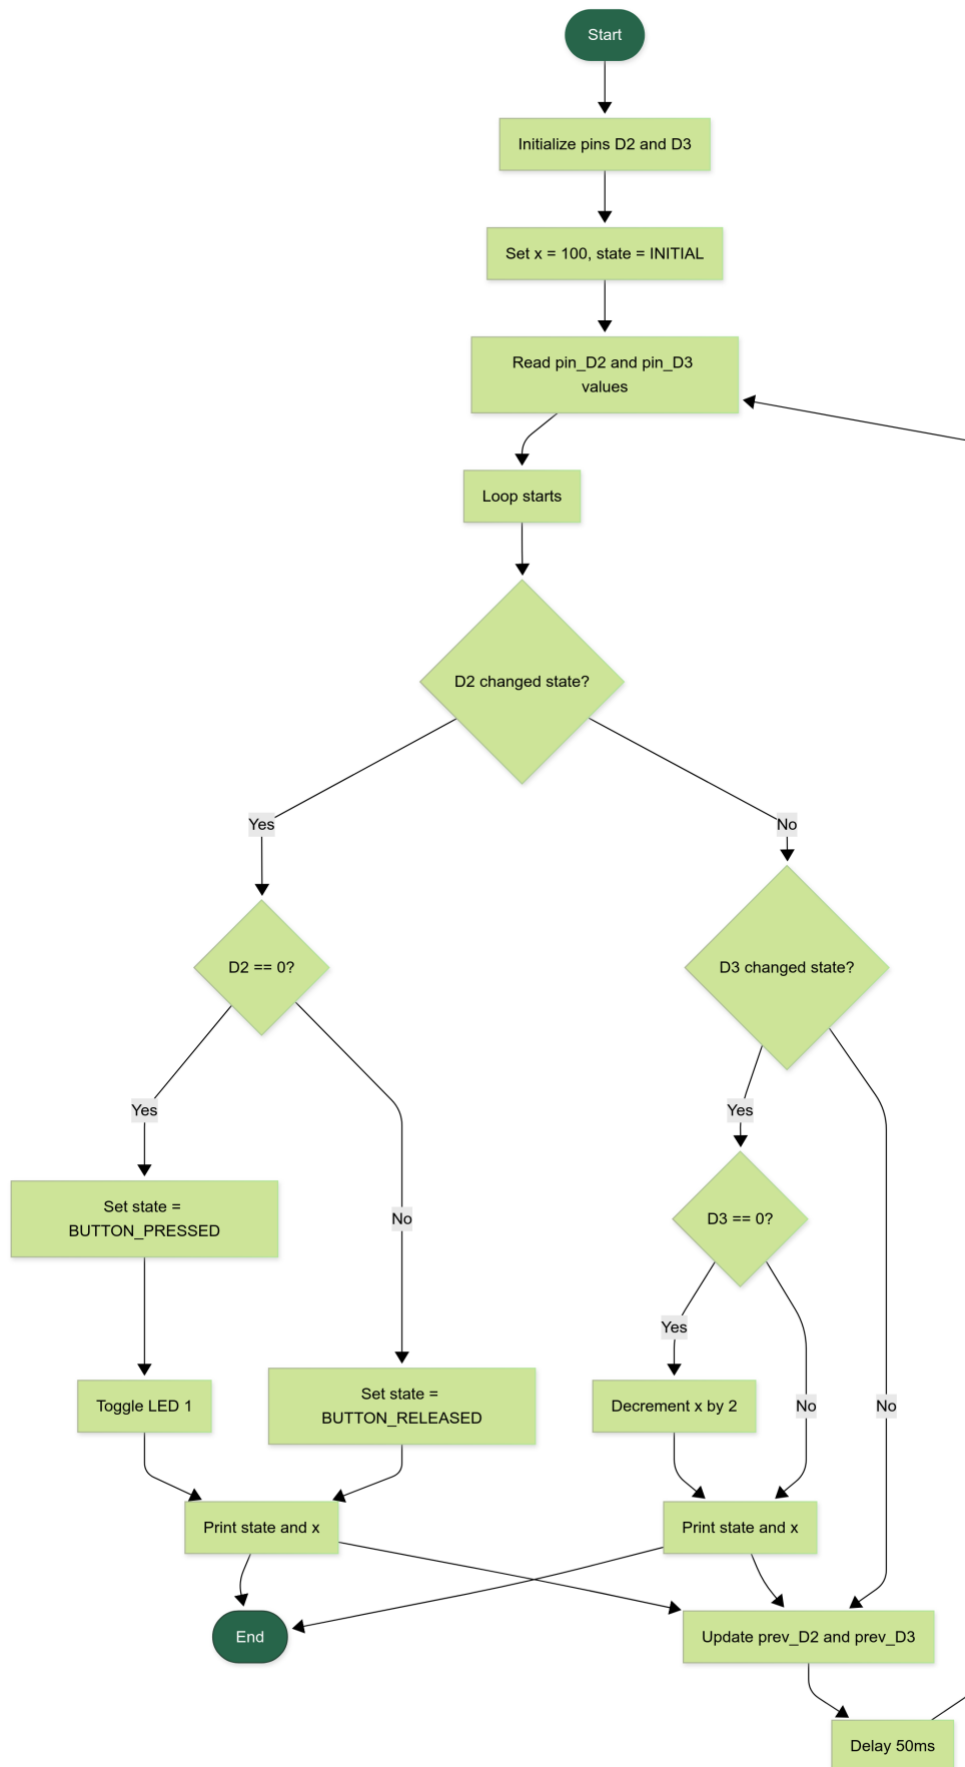 Start
Initialize pins D2 and D3
Set x = 100, state = INITIAL
Read pin_D2 and pin_D3
values
Loop starts
D2 changed state?
Yes
No
D2 == 0?
D3 changed state?
Yes
No
Yes
No
Set state =
BUTTON_PRESSED
D3 == 0?
Yes
No
Toggle LED 1
Set state =
BUTTON_RELEASED
Decrement x by 2
Print state and x
Print state and x
End
Update prev_D2 and prev_D3
Delay 50ms